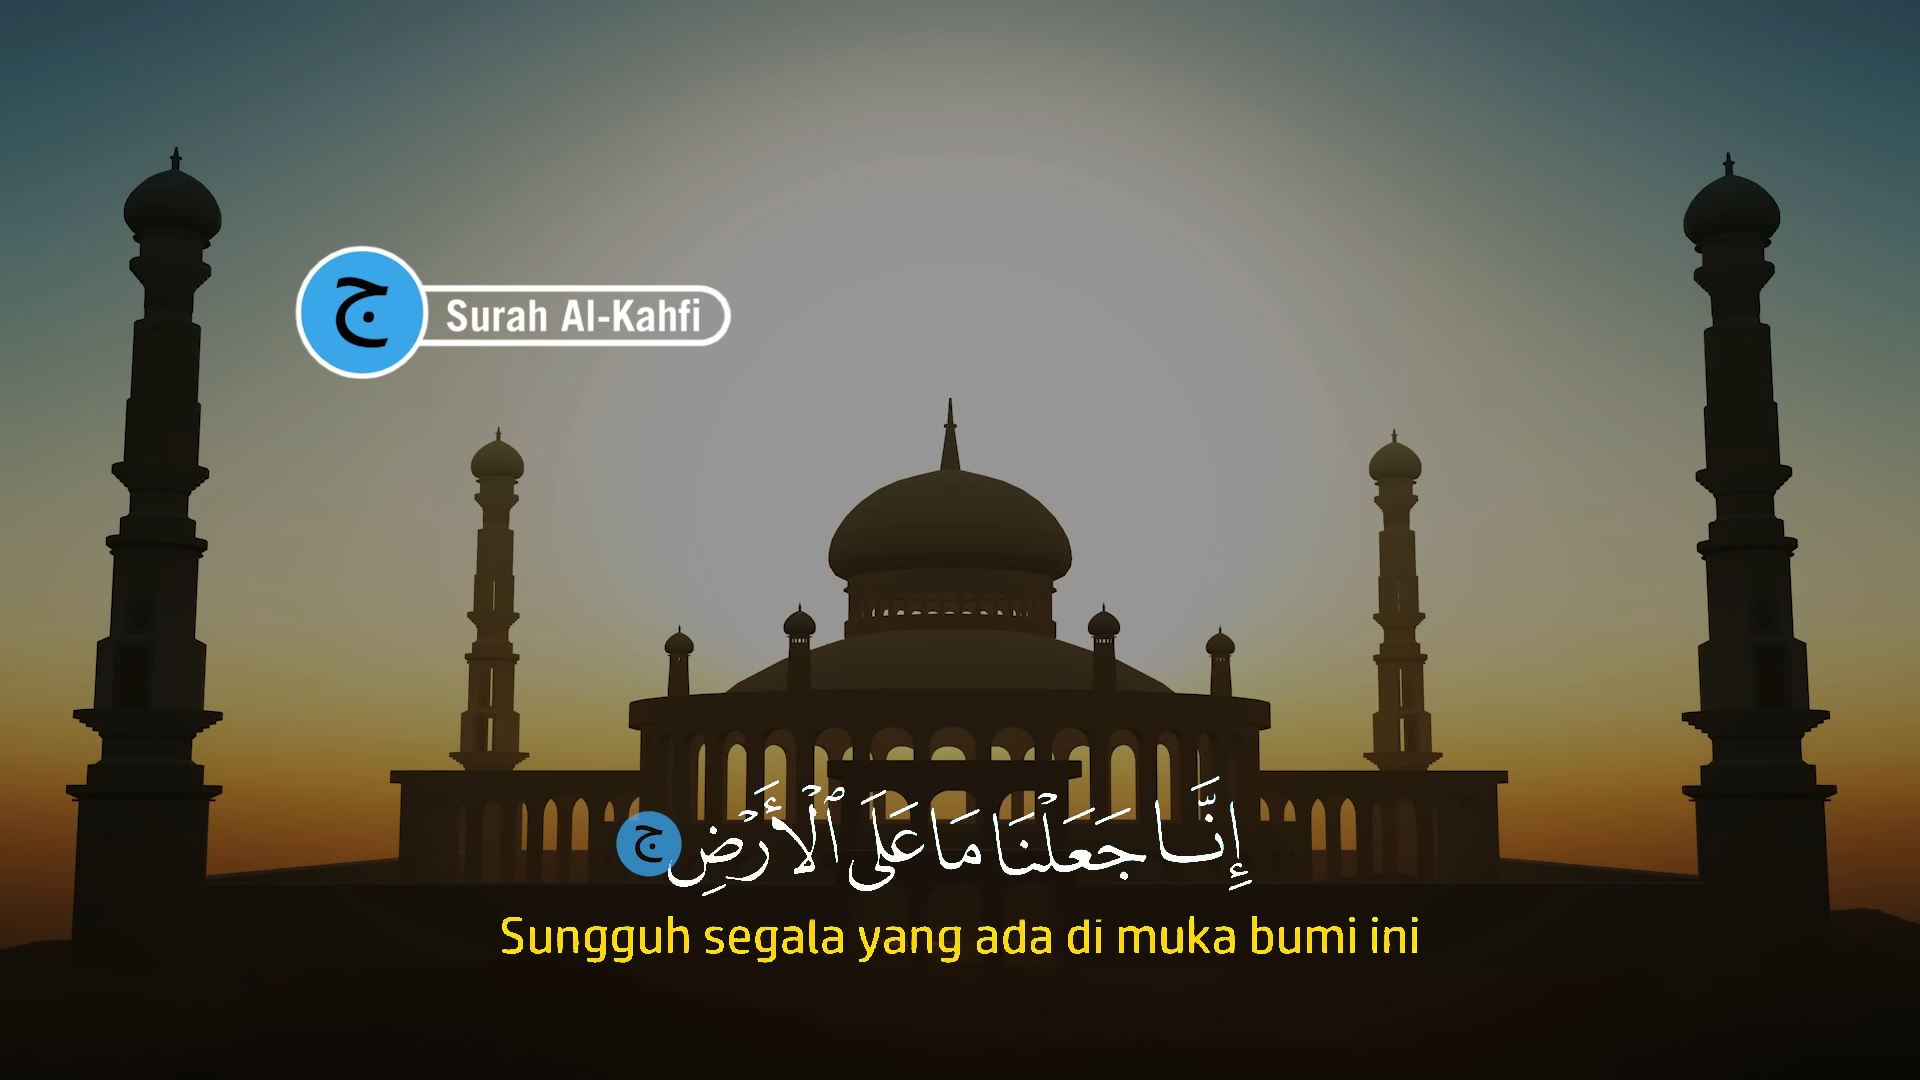 ج Surah Al-Kahfi
إِنَّا جَعَلْنَا مَا عَلَى ٱلْأَرْضِ ج
Sungguh segala yang ada di muka bumi ini